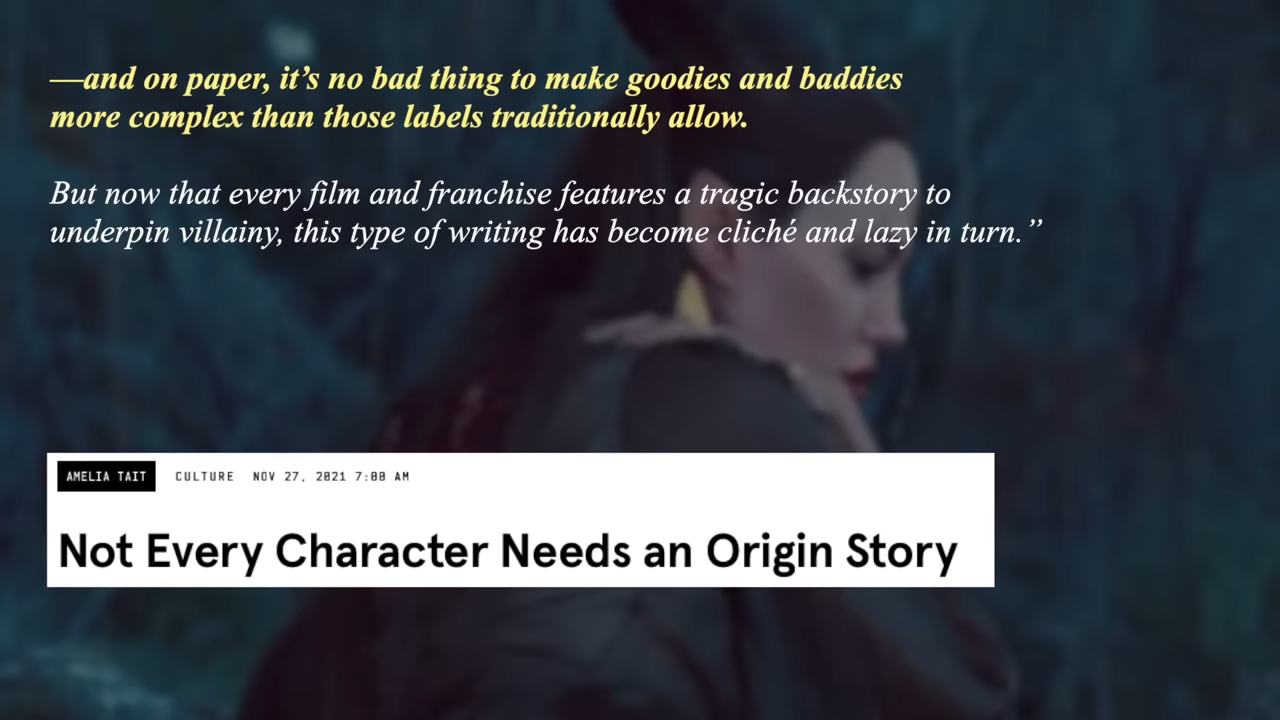 —and on paper, it’s no bad thing to make goodies and baddies
more complex than those labels traditionally allow.
But now that every film and franchise features a tragic backstory to
underpin villainy, this type of writing has become cliché and lazy in turn.”
AMELIA TAIT CULTURE NOV 27, 2021 7:00 AM
Not Every Character Needs an Origin Story